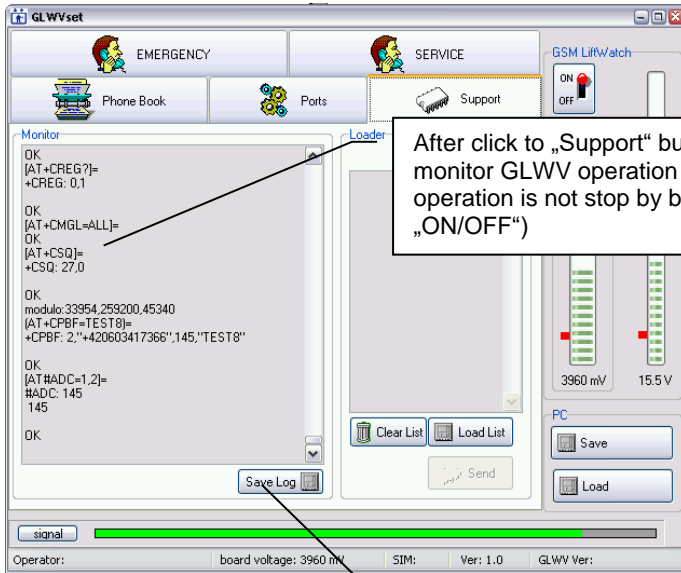 GLWVset
EMERGENCY
SERVICE
Phone Book
Ports
Support
GSM LiftWatch
ON
OFF
Monitor
OK
[AT+CREG?]=
+CREG: 0,1
OK
[AT+CMGL=ALL]=
OK
[AT+CSQ]=
+CSQ: 27,0
OK
modulo:33954,259200,45340
(AT+CPBF=TEST8)=
+CPBF: 2,"+420603417366",145,"TEST8"
OK
[AT#ADC=1,2]=
#ADC: 145
145
OK
Save Log
Loader
After click to „Support“ bu
monitor GLWV operation
operation is not stop by b
„ON/OFF“)
Clear List
Load List
Send
3960 mV
15.5 V
PC
Save
Load
signal
Operator:
board voltage: 3960 mV
SIM:
Ver: 1.0
GLWV Ver: